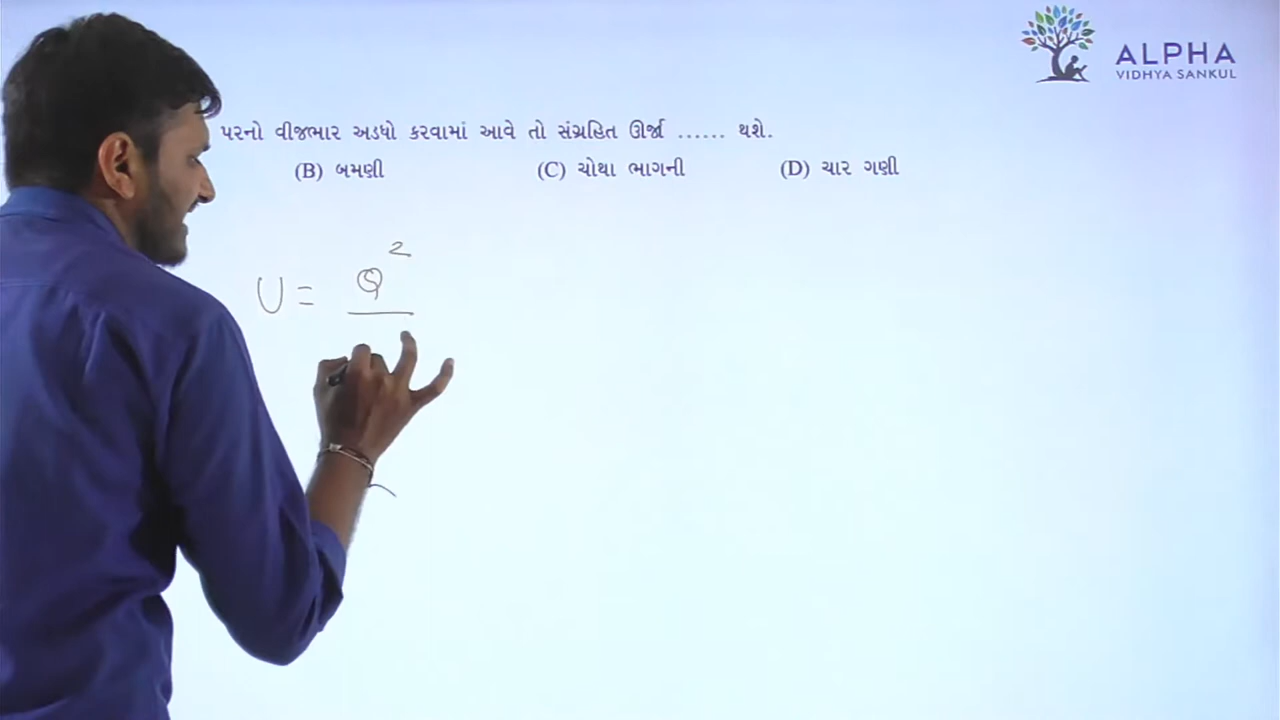 ALPHA
VIDHYA SANKUL
પરનો વીજભાર અડધો કરવામાં આવે તો સંગ્રહિત ઊર્જા ...... થશે.
(B) બમણી (C) ચોથા ભાગની (D) ચાર ગણી
U = Q²